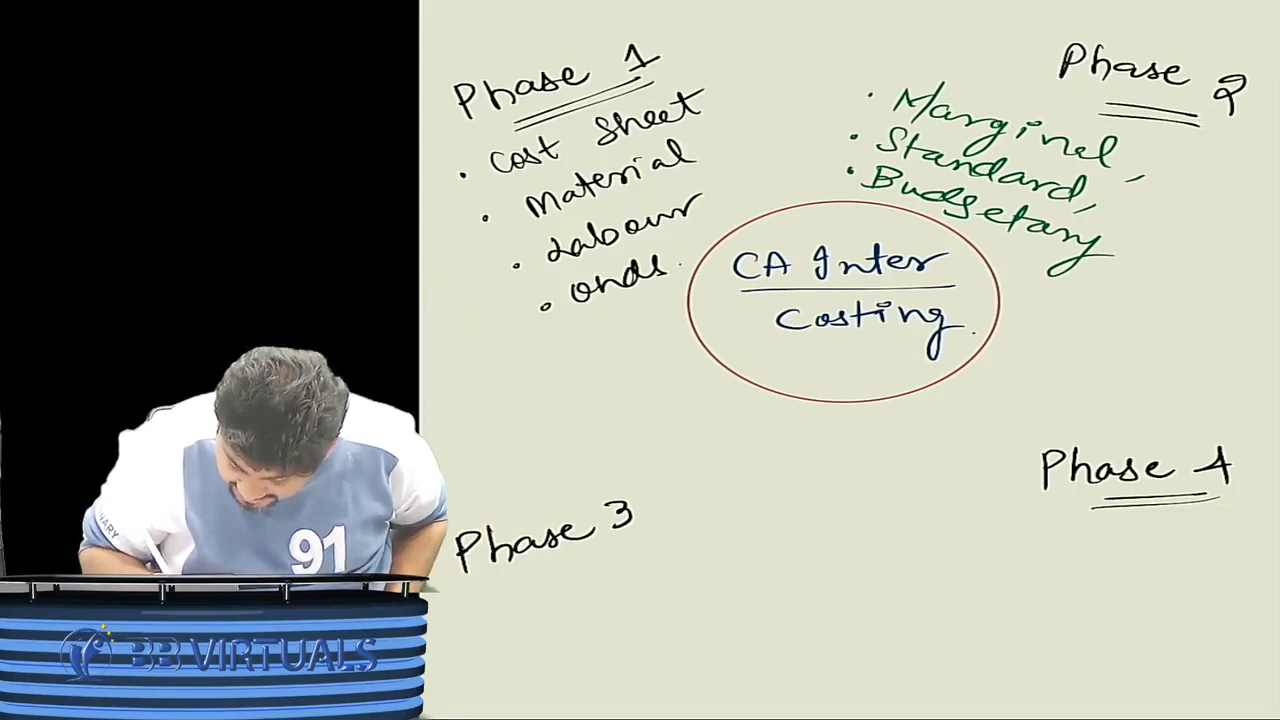 Phase 1
• Cost Sheet
• Material
• Labour
• OHds.
Phase 2
• Marginal,
• Standard,
• Budgetary
CA Inter
Costing.
Phase 3
Phase 4
91
BB VIRTUALS